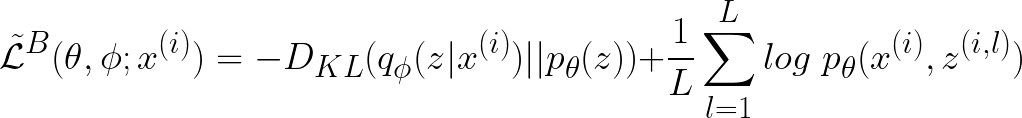 \tilde{\mathcal{L}}^{B}(\theta, \phi; x^{(i)}) = -D_{KL}(q_{\phi}(z|x^{(i)})||p_{\theta}(z)) + \frac{1}{L} \sum_{l=1}^{L} log\ p_{\theta}(x^{(i)}, z^{(i,l)})